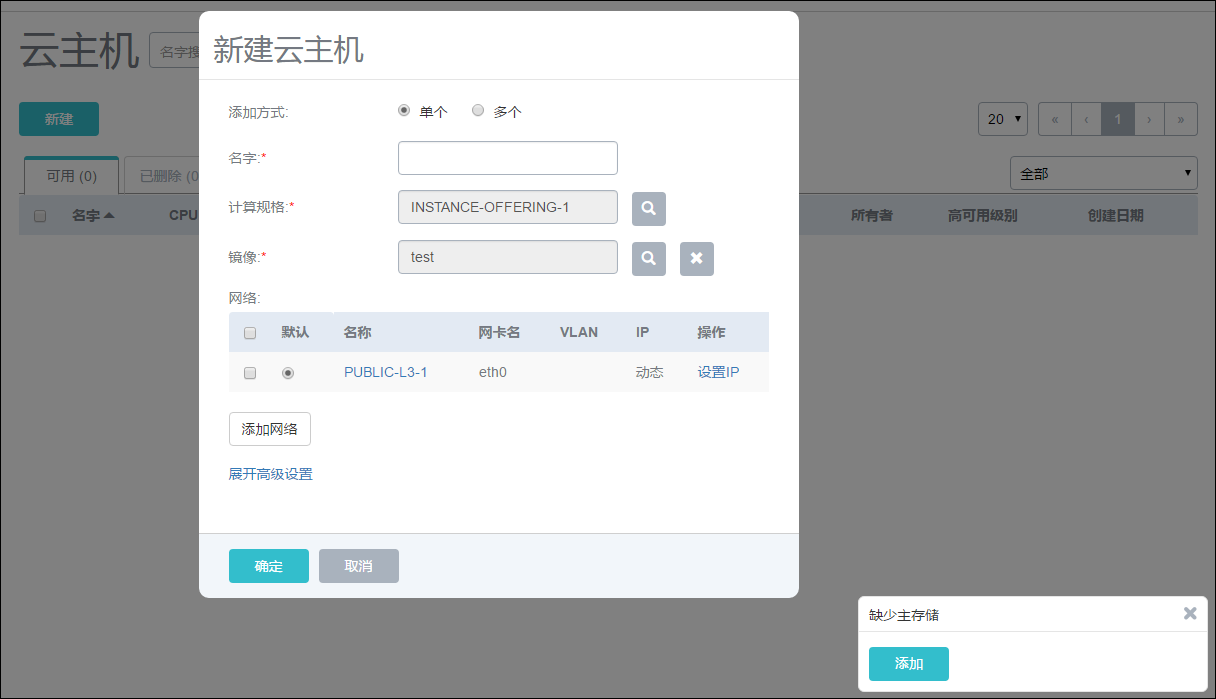 云主机
名字搜
新建
20
« ‹ 1 › »
可用 (0)
已删除 (0
全部
名字 CPU 所有者 高可用级别 创建日期
新建云主机
添加方式: 单个 多个
名字:*
计算规格:* INSTANCE-OFFERING-1
镜像:* test
网络:
默认 名称 网卡名 VLAN IP 操作
PUBLIC-L3-1 eth0 动态 设置IP
添加网络
展开高级设置
确定 取消
缺少主存储
添加